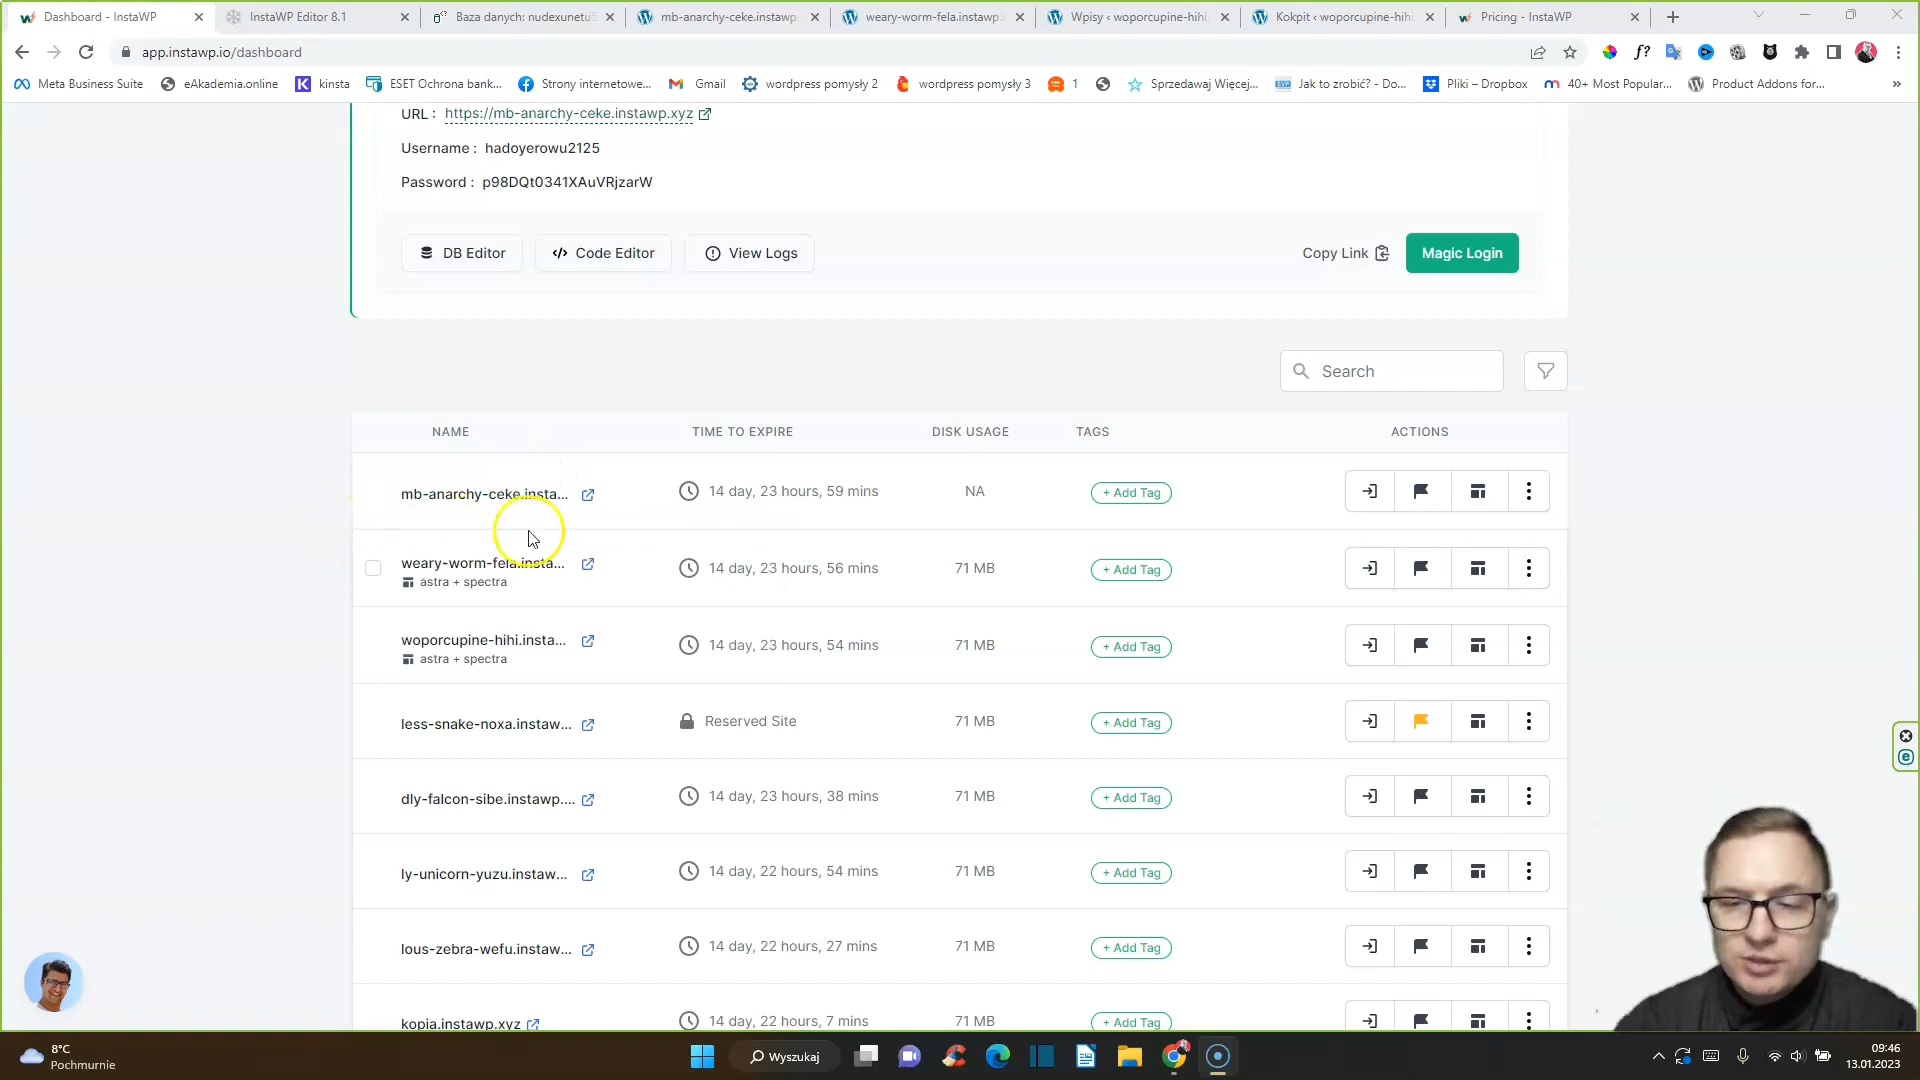 Dashboard - InstaWP
InstaWP Editor 8.1
Baza danych: nudexunetu5
mb-anarchy-ceke.instawp
weary-worm-fela.instawp.
Wpisy ‹ woporcupine-hihi
Kokpit ‹ woporcupine-hihi
Pricing - InstaWP
app.instawp.io/dashboard
Meta Business Suite
eAkademia.online
kinsta
ESET Ochrona bank...
Strony internetowe...
Gmail
wordpress pomysły 2
wordpress pomysły 3
1
Sprzedawaj Więcej,...
Jak to zrobić? - Do...
Pliki – Dropbox
40+ Most Popular...
Product Addons for...
URL : https://mb-anarchy-ceke.instawp.xyz
Username : hadoyerowu2125
Password : p98DQt0341XAuVRjzarW
DB Editor
Code Editor
View Logs
Copy Link
Magic Login
Search
NAME TIME TO EXPIRE DISK USAGE TAGS ACTIONS
mb-anarchy-ceke.insta... 14 day, 23 hours, 59 mins NA + Add Tag
weary-worm-fela.insta... 14 day, 23 hours, 56 mins 71 MB + Add Tag
astra + spectra
woporcupine-hihi.insta... 14 day, 23 hours, 54 mins 71 MB + Add Tag
astra + spectra
less-snake-noxa.instaw... Reserved Site 71 MB + Add Tag
dly-falcon-sibe.instawp.... 14 day, 23 hours, 38 mins 71 MB + Add Tag
ly-unicorn-yuzu.instaw... 14 day, 22 hours, 54 mins 71 MB + Add Tag
lous-zebra-wefu.instaw... 14 day, 22 hours, 27 mins 71 MB + Add Tag
kopia.instawp.xyz 14 day, 22 hours, 7 mins 71 MB + Add Tag
8°C
Pochmurnie
Wyszukaj
09:46
13.01.2023